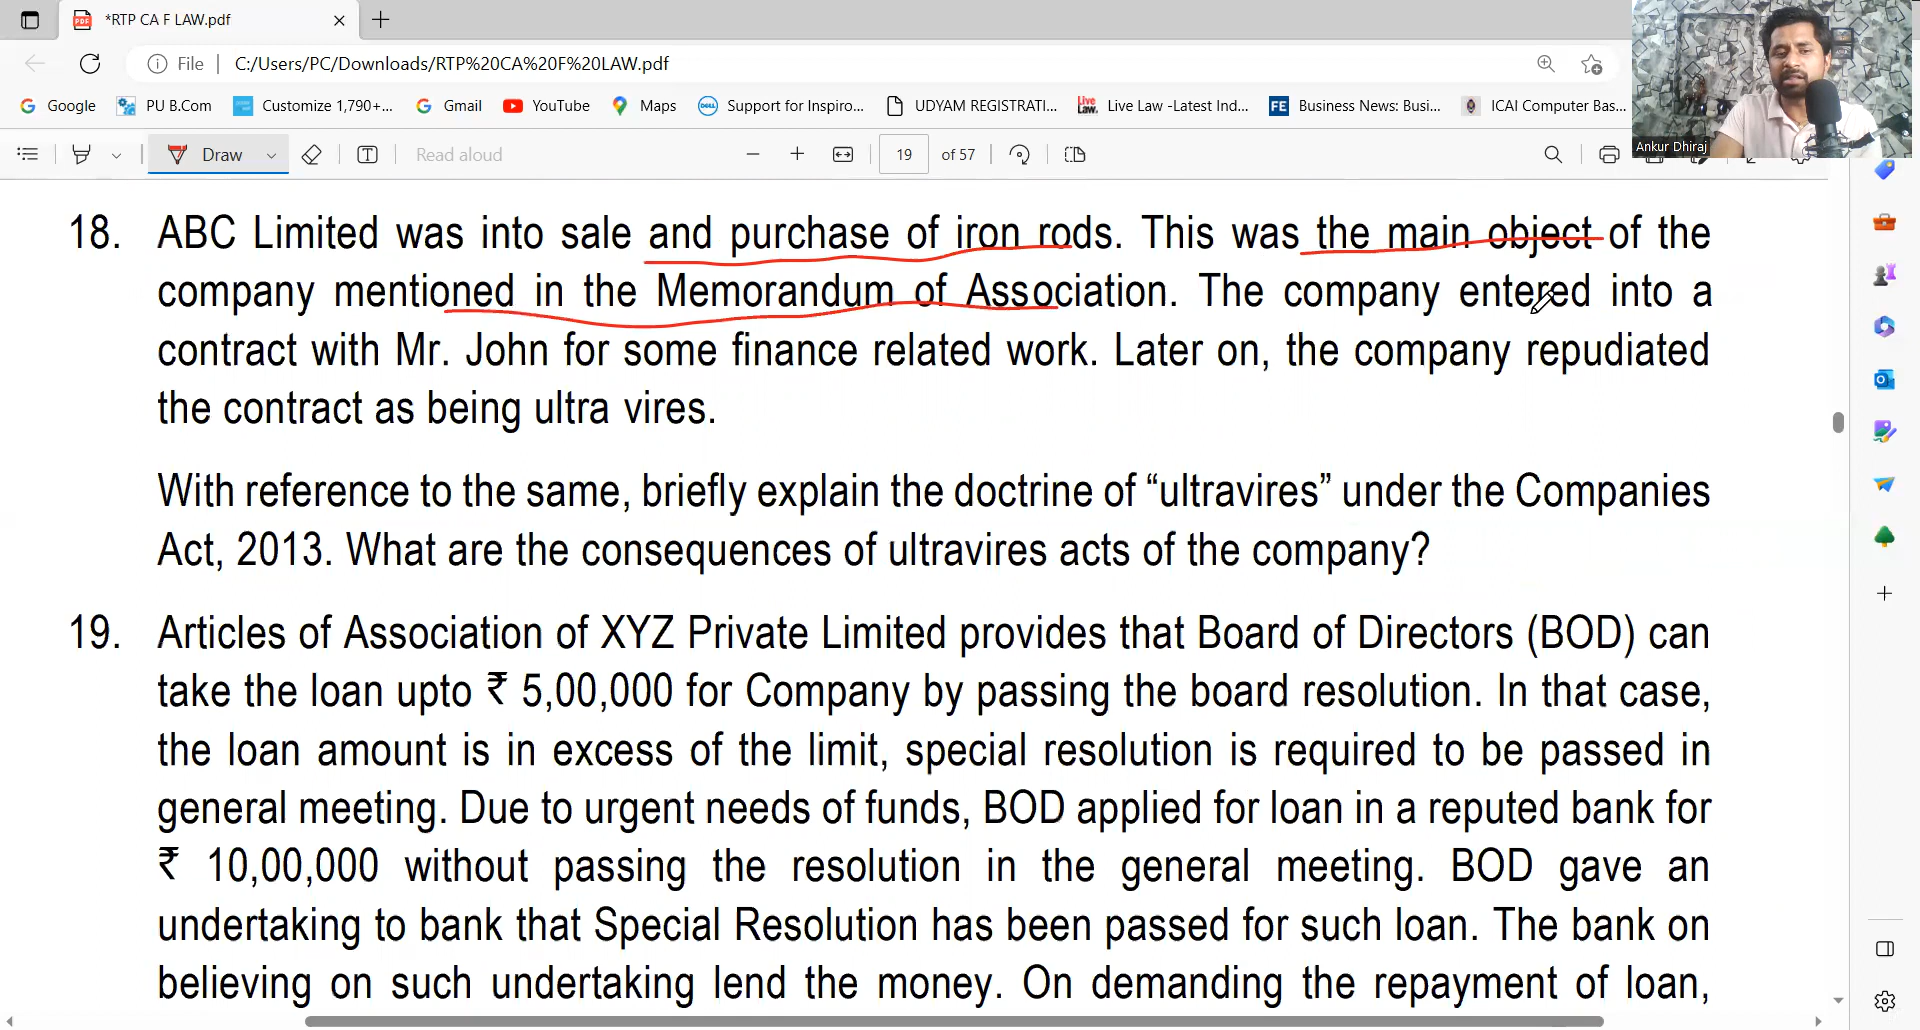 *RTP CA F LAW.pdf
File
C:/Users/PC/Downloads/RTP%20CA%20F%20LAW.pdf
Google
PU B.Com
Customize 1,790+...
Gmail
YouTube
Maps
Support for Inspiro...
UDYAM REGISTRATI...
Live Law -Latest Ind...
Business News: Busi...
ICAI Computer Bas...
Draw
Read aloud
19 of 57
Ankur Dhiraj
18. ABC Limited was into sale and purchase of iron rods. This was the main object of the
company mentioned in the Memorandum of Association. The company entered into a
contract with Mr. John for some finance related work. Later on, the company repudiated
the contract as being ultra vires.
With reference to the same, briefly explain the doctrine of “ultravires” under the Companies
Act, 2013. What are the consequences of ultravires acts of the company?
19. Articles of Association of XYZ Private Limited provides that Board of Directors (BOD) can
take the loan upto ₹ 5,00,000 for Company by passing the board resolution. In that case,
the loan amount is in excess of the limit, special resolution is required to be passed in
general meeting. Due to urgent needs of funds, BOD applied for loan in a reputed bank for
₹ 10,00,000 without passing the resolution in the general meeting. BOD gave an
undertaking to bank that Special Resolution has been passed for such loan. The bank on
believing on such undertaking lend the money. On demanding the repayment of loan,